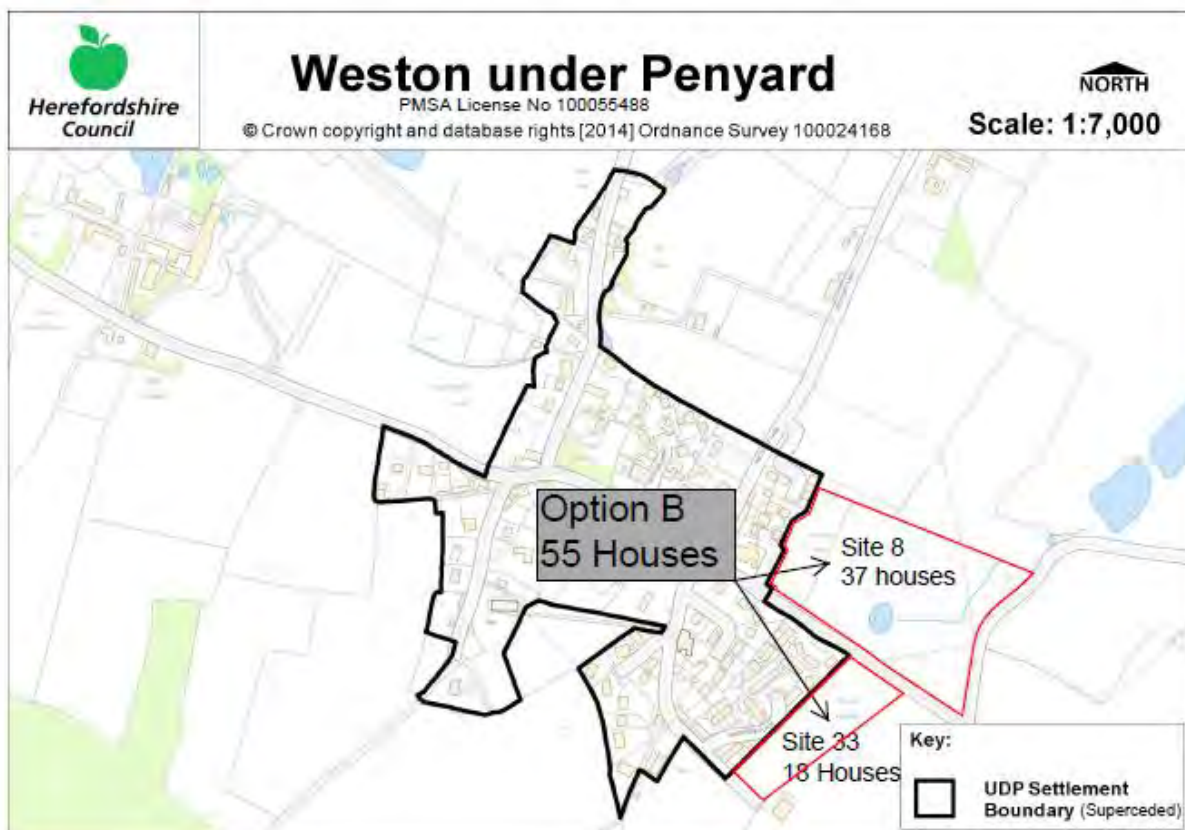 Herefordshire
Council
Weston under Penyard
PMSA License No 100055488
© Crown copyright and database rights [2014] Ordnance Survey 100024168
NORTH
Scale: 1:7,000
Option B
55 Houses
Site 8
37 houses
Site 33
18 Houses
Key:
UDP Settlement
Boundary (Superceded)